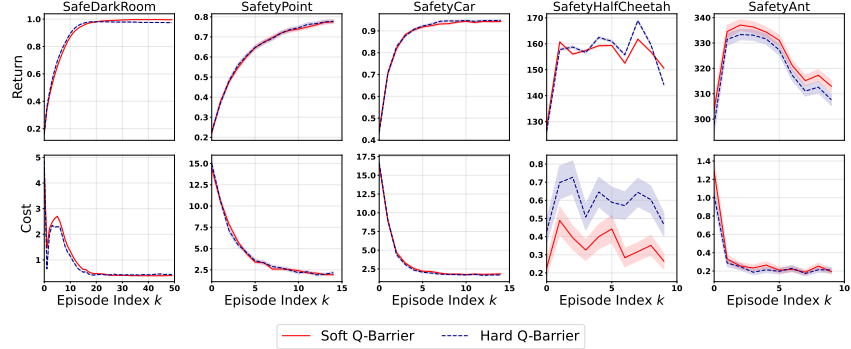 SafeDarkRoom SafetyPoint SafetyCar SafetyHalfCheetah SafetyAnt
Return
1.0 0.8 0.6 0.4 0.2
0.8 0.7 0.6 0.5 0.4 0.3 0.2
0.9 0.8 0.7 0.6 0.5 0.4
170 160 150 140 130
340 330 320 310 300
Cost
5 4 3 2 1
15.0 12.5 10.0 7.5 5.0 2.5
17.5 15.0 12.5 10.0 7.5 5.0 2.5
0.8 0.7 0.6 0.5 0.4 0.3 0.2
1.4 1.2 1.0 0.8 0.6 0.4 0.2
0 10 20 30 40 50 0 5 10 15 0 5 10 15 0 5 10 0 5 10
Episode Index k Episode Index k Episode Index k Episode Index k Episode Index k
Soft Q-Barrier Hard Q-Barrier